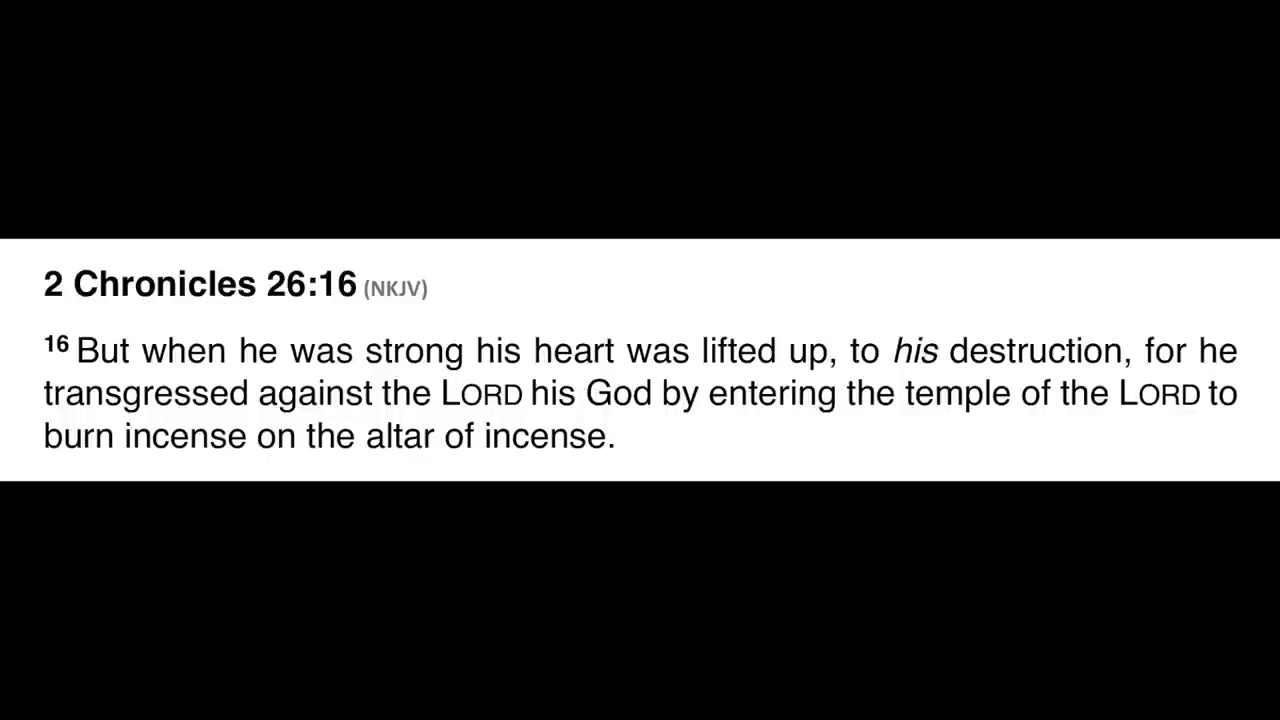 2 Chronicles 26:16 (NKJV)
16 But when he was strong his heart was lifted up, to his destruction, for he
transgressed against the LORD his God by entering the temple of the LORD to
burn incense on the altar of incense.